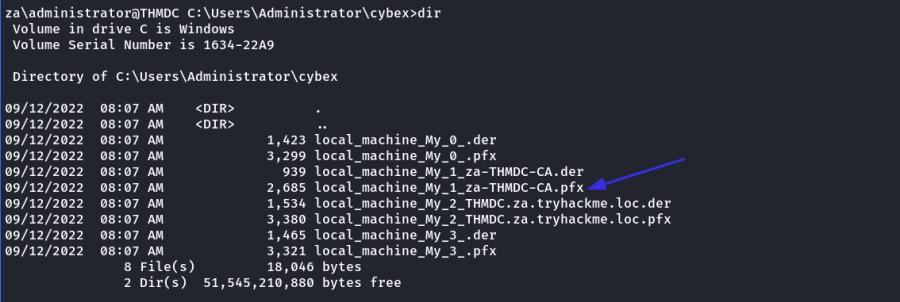 za\administrator@THMDC C:\Users\Administrator\cybex>dir
 Volume in drive C is Windows
 Volume Serial Number is 1634-22A9

 Directory of C:\Users\Administrator\cybex

09/12/2022  08:07 AM    <DIR>          .
09/12/2022  08:07 AM    <DIR>          ..
09/12/2022  08:07 AM             1,423 local_machine_My_0_.der
09/12/2022  08:07 AM             3,299 local_machine_My_0_.pfx
09/12/2022  08:07 AM               939 local_machine_My_1_za-THMDC-CA.der
09/12/2022  08:07 AM             2,685 local_machine_My_1_za-THMDC-CA.pfx
09/12/2022  08:07 AM             1,534 local_machine_My_2_THMDC.za.tryhackme.loc.der
09/12/2022  08:07 AM             3,380 local_machine_My_2_THMDC.za.tryhackme.loc.pfx
09/12/2022  08:07 AM             1,465 local_machine_My_3_.der
09/12/2022  08:07 AM             3,321 local_machine_My_3_.pfx
               8 File(s)         18,046 bytes
               2 Dir(s)  51,545,210,880 bytes free